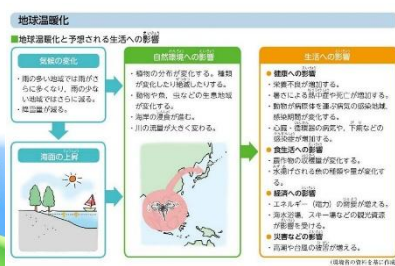 地球温暖化
■地球温暖化と予想される生活への影響
気候の変化
・雨の多い地域では雨がさ
らに多くなり、雨の少な
い地域ではさらに減る。
・降雪量が減る。
海面の上昇
自然環境への影響
・植物の分布が変化する。種類
が変化したり絶滅したりする。
・動物や魚、虫などの生息地域
が変化する。
・海岸の浸食が進む。
・川の流量が大きく変わる。
生活への影響
● 健康への影響
・栄養不良が増加する。
・暑さによる熱中症や死亡が増加する。
・動物が病原体を運ぶ病気の感染地域、
感染期間が変化する。
・心臓・循環器の病気や、下痢などの
感染症が増加する。
● 食生活への影響
・農作物の収穫量が変化する。
・水揚げされる魚の種類や量が変化す
る。
● 経済への影響
・エネルギー（電力）の需要が増える。
・海水浴場、スキー場などの観光資源
が影響を受ける。
● 災害などの影響
・高潮や台風の被害が増える。
（環境省の資料を基に作成）